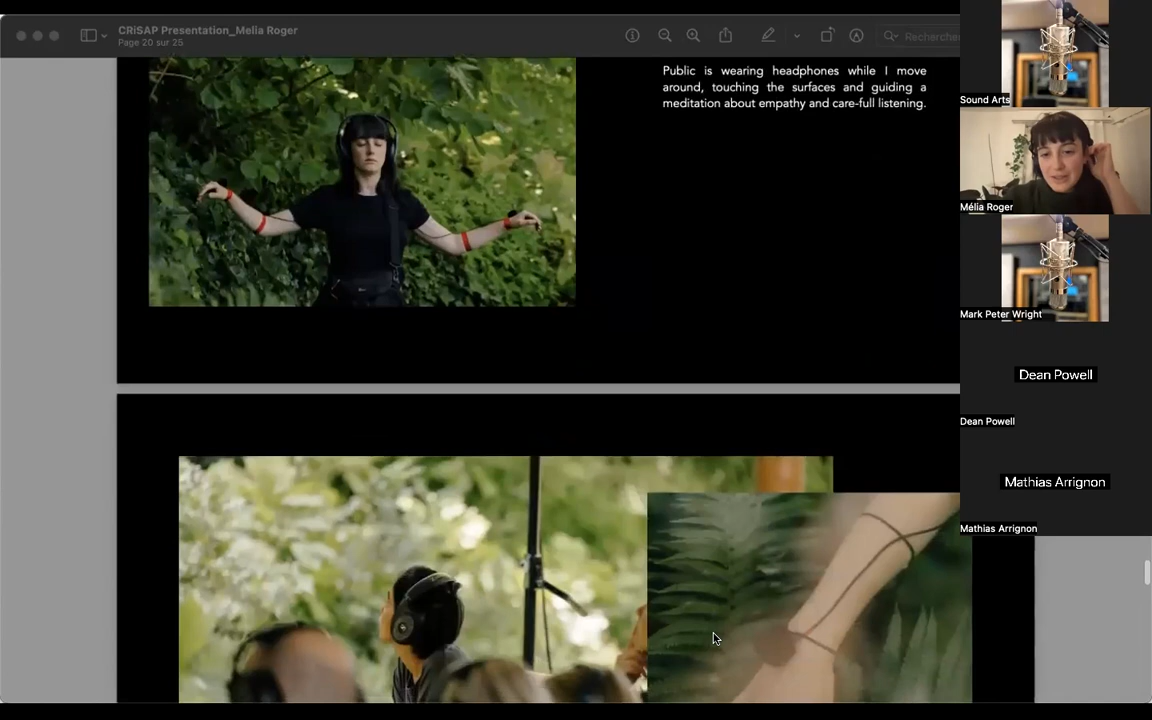 CRiSAP Presentation_Melia Roger
Page 20 sur 25
Recherche
Public is wearing headphones while I move
around, touching the surfaces and guiding a
meditation about empathy and care-full listening.
Sound Arts
Mélia Roger
Mark Peter Wright
Dean Powell
Dean Powell
Mathias Arrignon
Mathias Arrignon